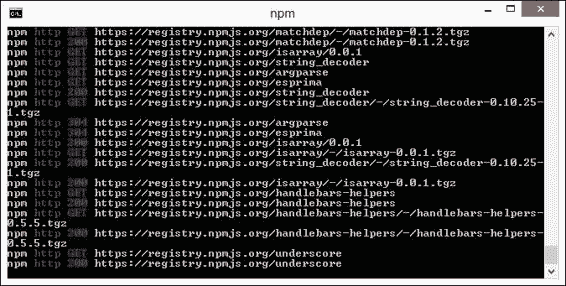 npm
npm http GET https://registry.npmjs.org/matchdep/-/matchdep-0.1.2.tgz
npm http 200 https://registry.npmjs.org/matchdep/-/matchdep-0.1.2.tgz
npm http GET https://registry.npmjs.org/isarray/0.0.1
npm http GET https://registry.npmjs.org/string_decoder
npm http GET https://registry.npmjs.org/argparse
npm http GET https://registry.npmjs.org/esprima
npm http 200 https://registry.npmjs.org/string_decoder
npm http GET https://registry.npmjs.org/string_decoder/-/string_decoder-0.10.25-
1.tgz
npm http 304 https://registry.npmjs.org/argparse
npm http 304 https://registry.npmjs.org/esprima
npm http 200 https://registry.npmjs.org/isarray/0.0.1
npm http GET https://registry.npmjs.org/isarray/-/isarray-0.0.1.tgz
npm http 200 https://registry.npmjs.org/string_decoder/-/string_decoder-0.10.25-
1.tgz
npm http 200 https://registry.npmjs.org/isarray/-/isarray-0.0.1.tgz
npm http GET https://registry.npmjs.org/handlebars-helpers
npm http 200 https://registry.npmjs.org/handlebars-helpers
npm http GET https://registry.npmjs.org/handlebars-helpers/-/handlebars-helpers-
0.5.5.tgz
npm http 200 https://registry.npmjs.org/handlebars-helpers/-/handlebars-helpers-
0.5.5.tgz
npm http GET https://registry.npmjs.org/underscore
npm http 200 https://registry.npmjs.org/underscore